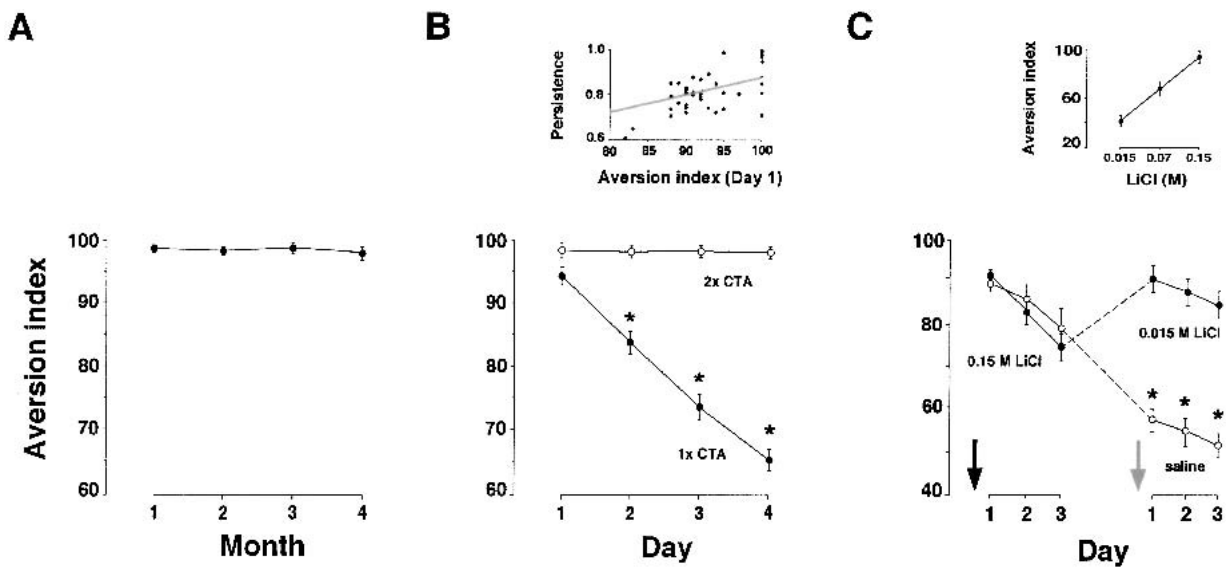 A
B
C
Persistence
1.0
0.8
0.6
80 85 90 95 100
Aversion index (Day 1)
Aversion index
100
60
20
0.015 0.07 0.15
LiCl (M)
Aversion index
100
90
80
70
60
1 2 3 4
Month
100
90
80
70
60
2x CTA
*
*
*
1x CTA
1 2 3 4
Day
100
80
60
40
0.15 M LiCl
0.015 M LiCl
* * *
saline
1 2 3 1 2 3
Day